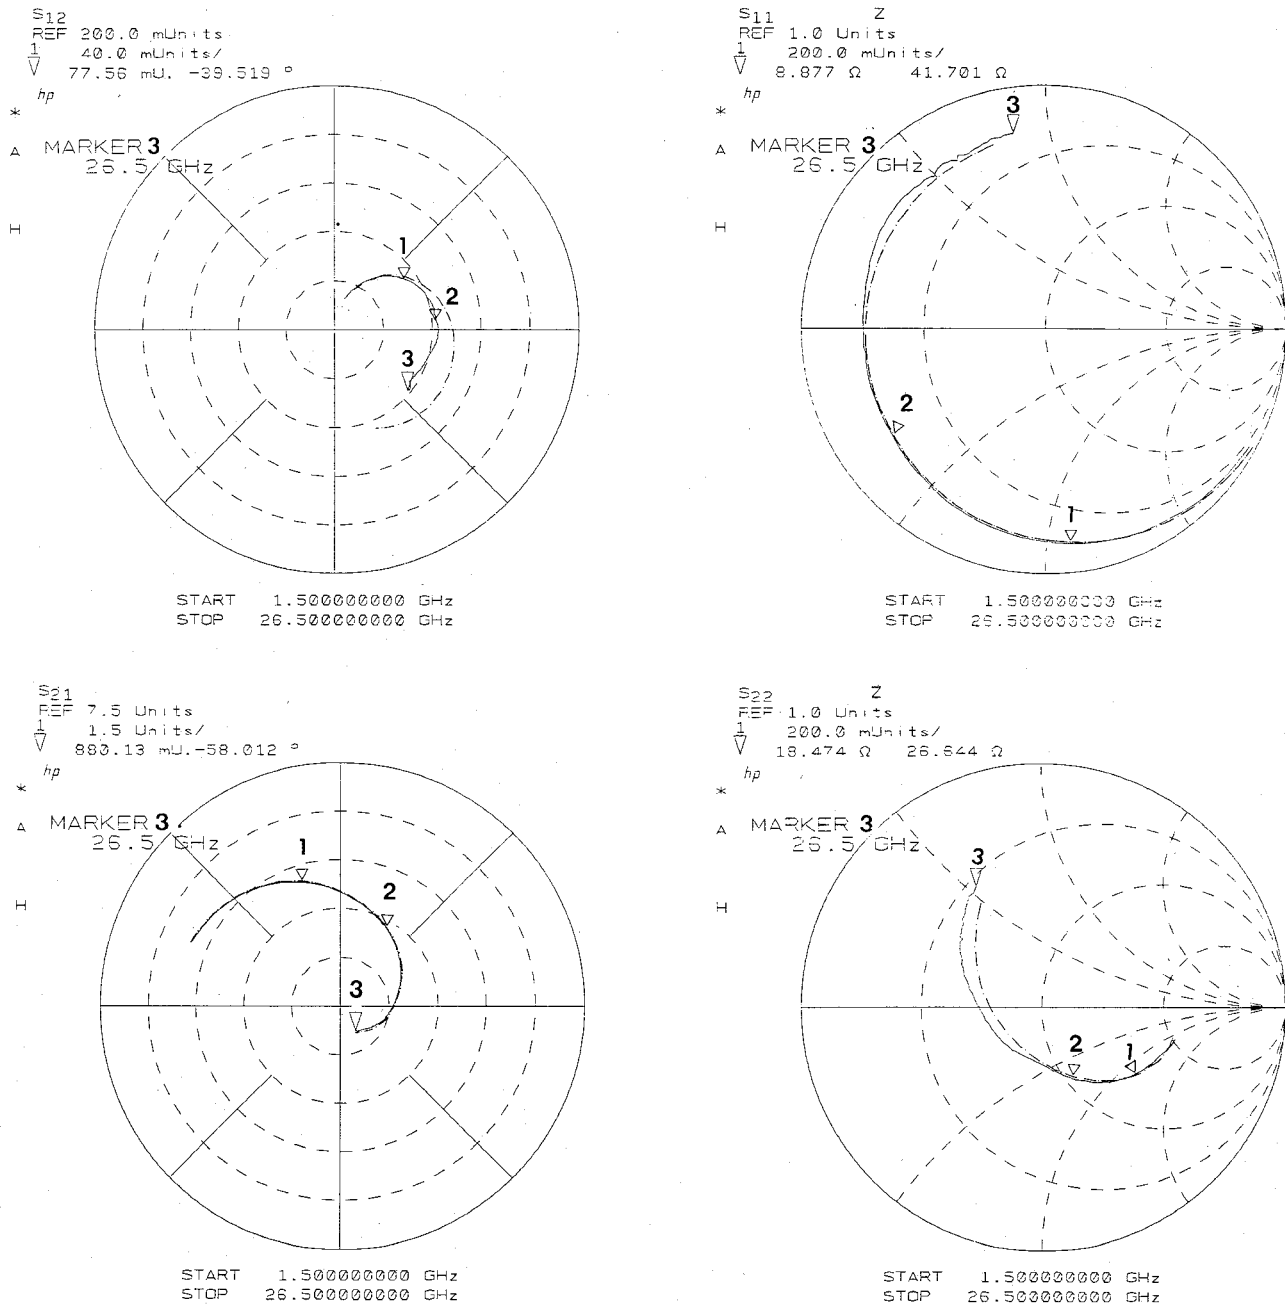 S12
REF 200.0 mUnits
1 40.0 mUnits/
77.56 mU. -39.519 °
hp
*
A
MARKER 3
26.5 GHz
H
1
2
3
START 1.500000000 GHz
STOP 26.500000000 GHz
S11 Z
REF 1.0 Units
1 200.0 mUnits/
8.877 Ω 41.701 Ω
hp
*
A
MARKER 3
26.5 GHz
H
3
2
1
START 1.500000000 GHz
STOP 26.500000000 GHz
S21
REF 7.5 Units
1 1.5 Units/
880.13 mU.-58.012 °
hp
*
A
MARKER 3
26.5 GHz
H
1
2
3
START 1.500000000 GHz
STOP 26.500000000 GHz
S22 Z
REF 1.0 Units
1 200.0 mUnits/
18.474 Ω 26.644 Ω
hp
*
A
MARKER 3
26.5 GHz
H
3
2
1
START 1.500000000 GHz
STOP 26.500000000 GHz